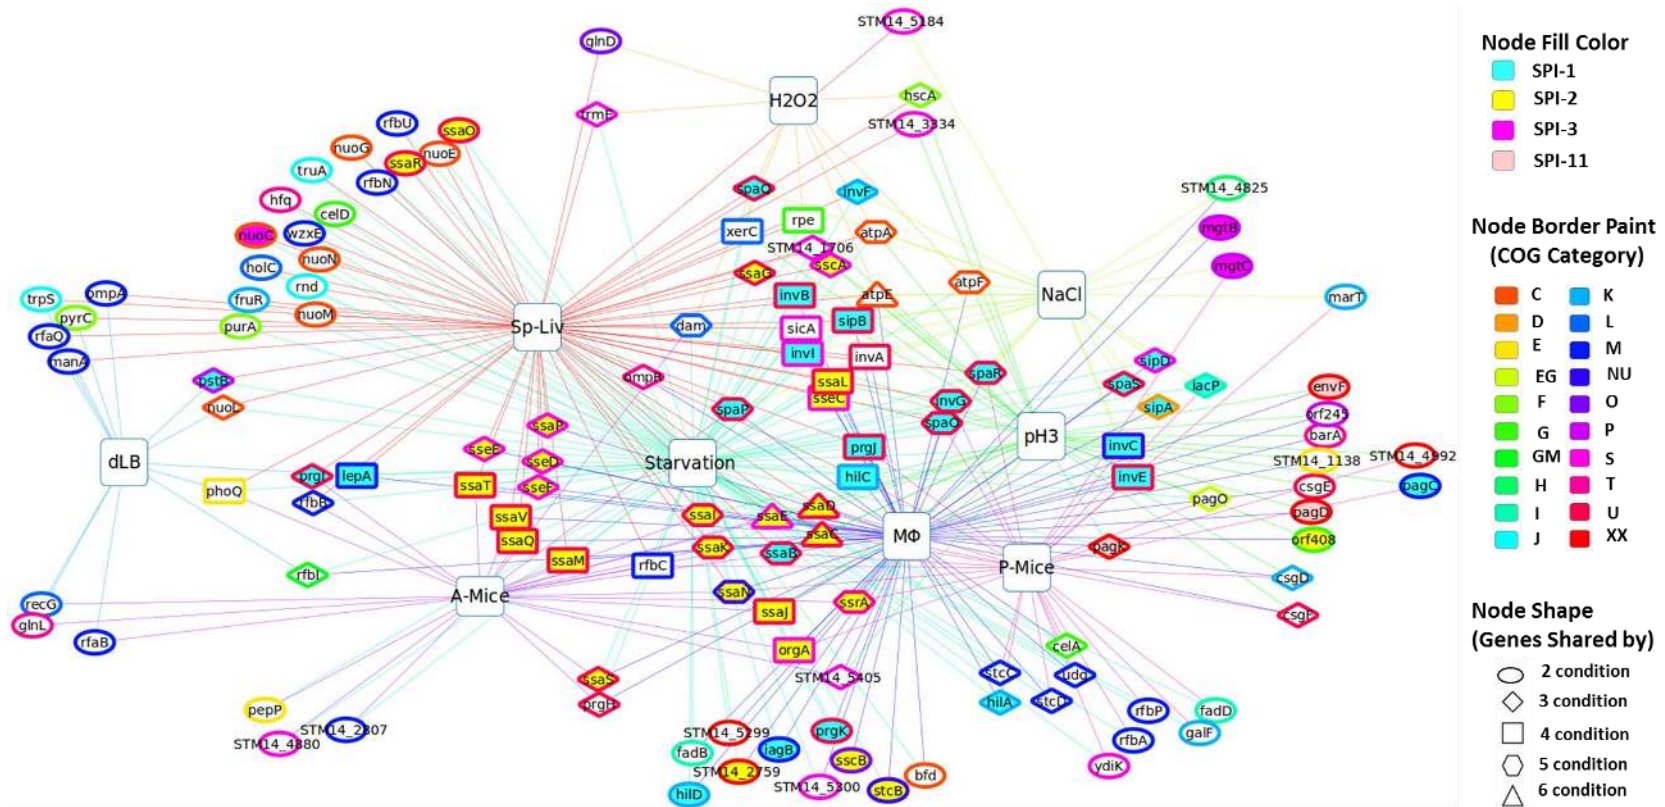 STM14_5184
glnD
H2O2
hscA
trmE
STM14_3334
rfbU
ssaO
nuoG
nuoE
ssaR
truA
rfbN
spaO
invF
STM14_4825
hfq
celD
rpe
mgtB
nuoC
wzxE
xerC
atpA
STM14_1706
nuoN
holC
sscA
mgtC
ssaG
rnd
atpF
NaCl
trpS
ompA
fruR
invB
atpE
marT
pyrC
nuoM
purA
Sp-Liv
dam
sicA
sipB
rfaQ
manA
invI
invA
sipD
pstB
ompR
ssaL
spaR
spaS
iacP
envF
sseC
nuoL
spaP
invG
sipA
orf245
ssaP
spaQ
pH3
barA
sseE
prgJ
invC
STM14_4992
dLB
sseD
Starvation
STM14_1138
prgI
lepA
hilC
invE
csgE
pagC
phoQ
ssaT
sseF
rfbB
pagO
ssaV
ssaI
ssaE
ssaD
pagD
ssaQ
MΦ
orf408
ssaK
ssaB
ssaC
pagK
ssaM
rfbC
P-Mice
rfbI
csgD
A-Mice
ssaN
recG
ssaJ
ssrA
csgF
glnL
rfaB
orgA
celA
ssaS
STM14_5405
stcC
udg
prgH
hilA
stcD
pepP
rfbP
fadD
STM14_2807
STM14_4880
STM14_5299
prgK
rfbA
galF
fadB
iagB
sscB
ydiK
STM14_2759
bfd
hilD
STM14_5300
stcB
Node Fill Color
SPI-1
SPI-2
SPI-3
SPI-11
Node Border Paint
(COG Category)
C K
D L
E M
EG NU
F O
G P
GM S
H T
I U
J XX
Node Shape
(Genes Shared by)
2 condition
3 condition
4 condition
5 condition
6 condition